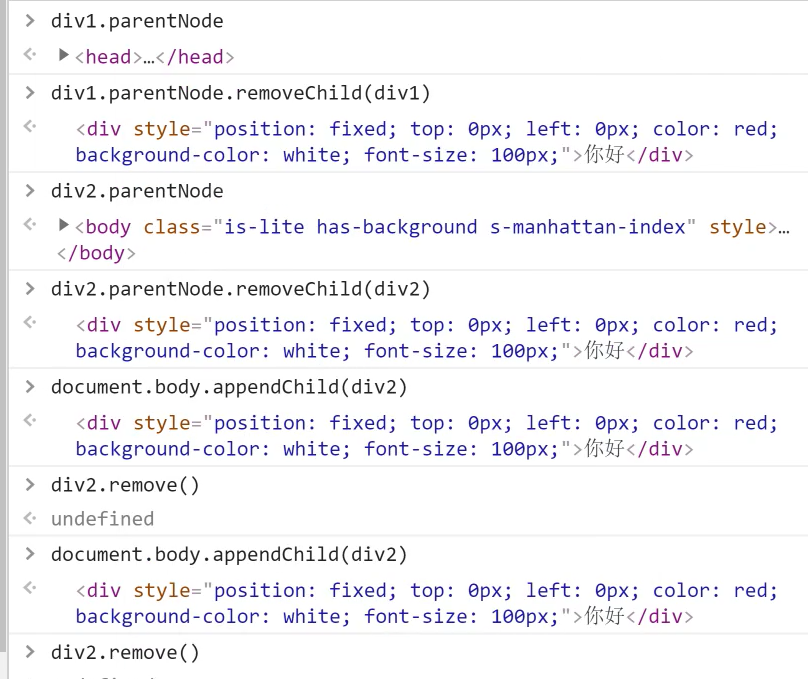 div1.parentNode
<head>…</head>
div1.parentNode.removeChild(div1)
<div style="position: fixed; top: 0px; left: 0px; color: red;
background-color: white; font-size: 100px;">你好</div>
div2.parentNode
<body class="is-lite has-background s-manhattan-index" style>…
</body>
div2.parentNode.removeChild(div2)
<div style="position: fixed; top: 0px; left: 0px; color: red;
background-color: white; font-size: 100px;">你好</div>
document.body.appendChild(div2)
<div style="position: fixed; top: 0px; left: 0px; color: red;
background-color: white; font-size: 100px;">你好</div>
div2.remove()
undefined
document.body.appendChild(div2)
<div style="position: fixed; top: 0px; left: 0px; color: red;
background-color: white; font-size: 100px;">你好</div>
div2.remove()